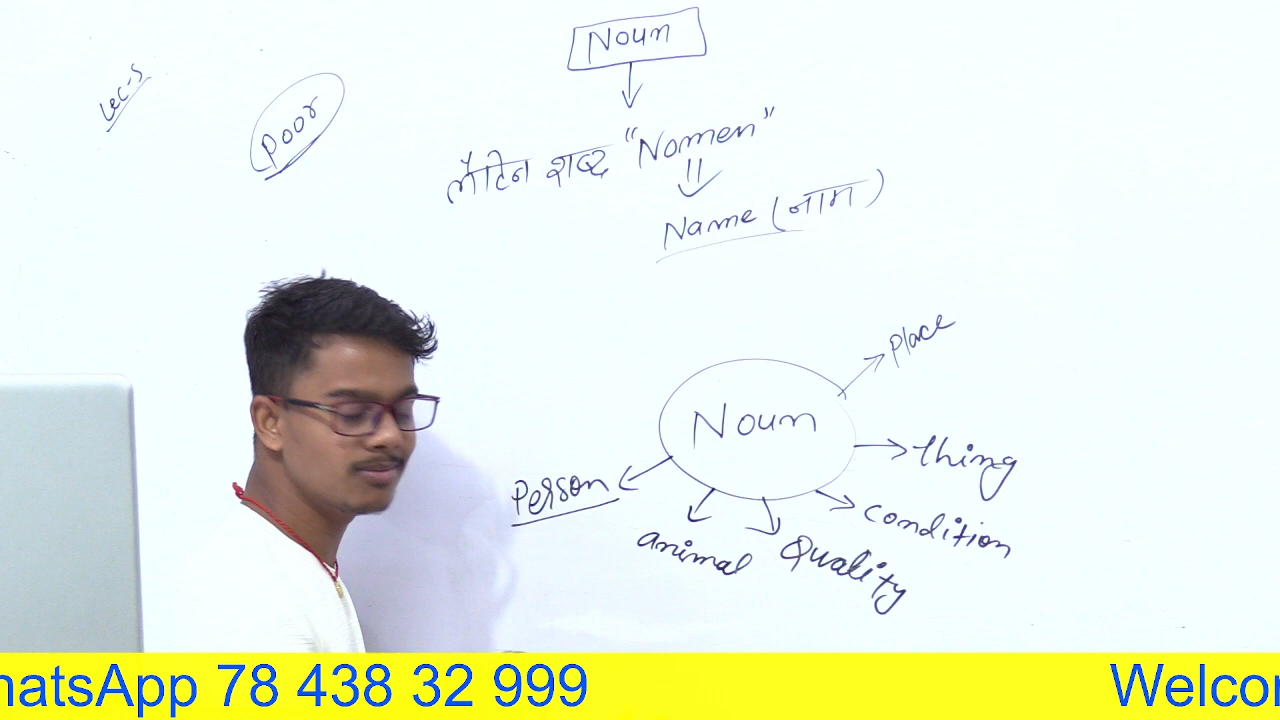 Noun
Lec-5
Poor
लैटिन शब्द "Nomen"
Name (नाम)
Place
Noun
thing
Person
condition
animal
Quality
hatsApp 78 438 32 999
Welcor